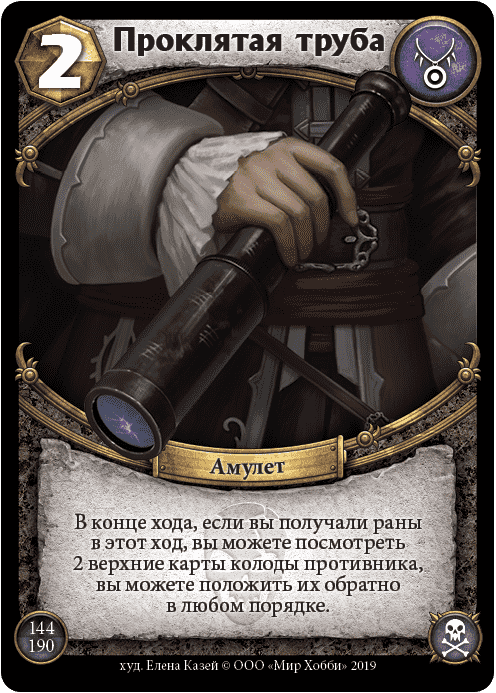 2
Проклятая труба
Амулет
В конце хода, если вы получали раны
в этот ход, вы можете посмотреть
2 верхние карты колоды противника,
вы можете положить их обратно
в любом порядке.
144
190
худ. Елена Казей © ООО «Мир Хобби» 2019